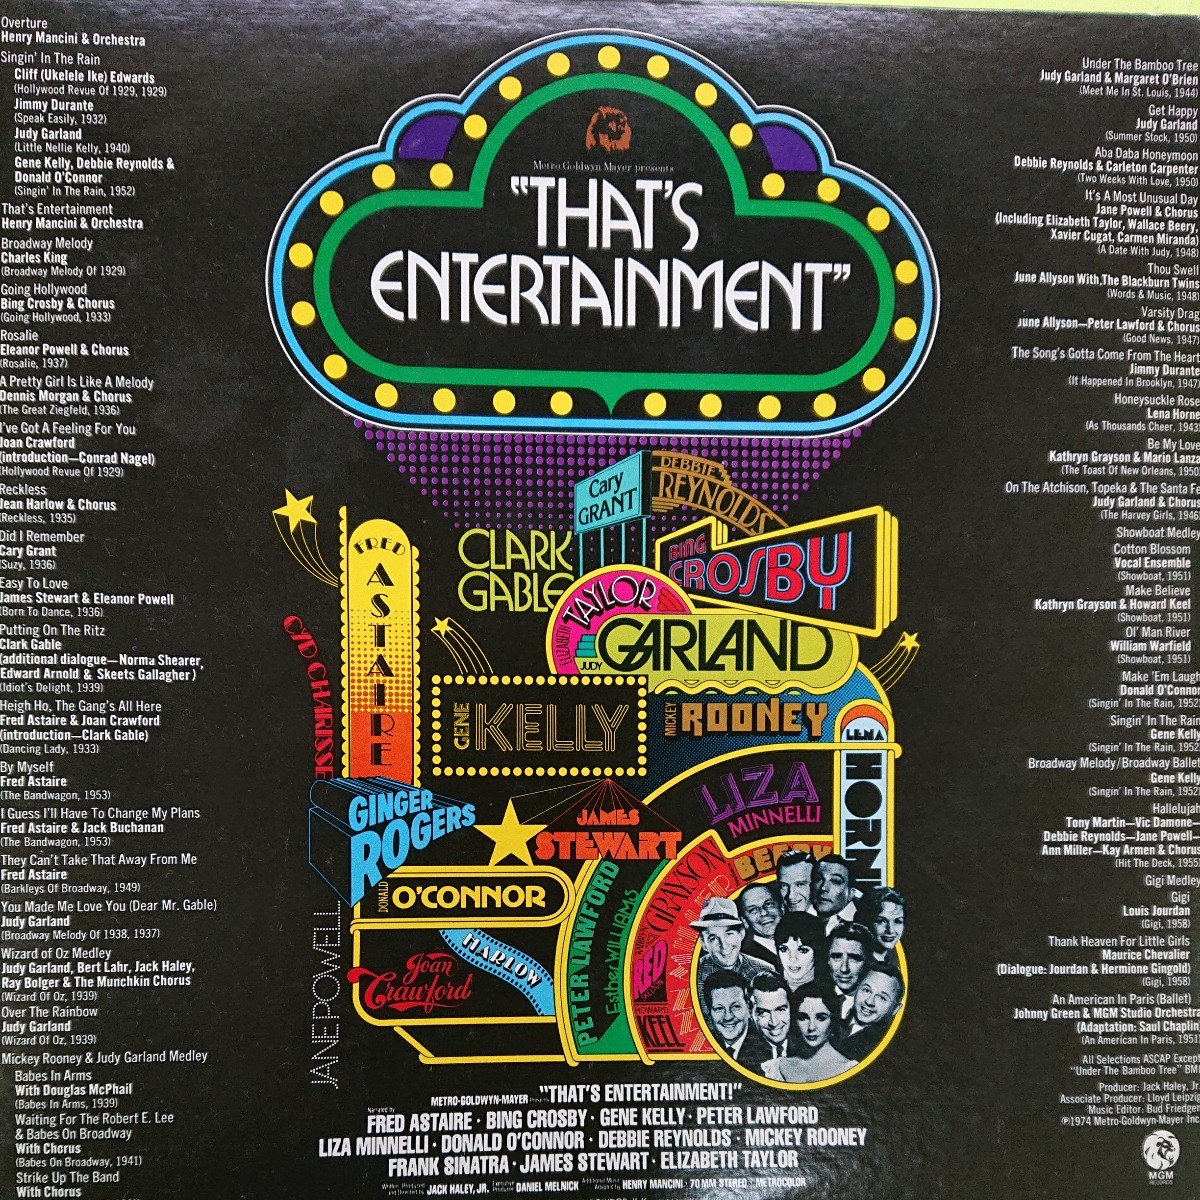 Overture
Henry Mancini & Orchestra
Singin' In The Rain
Cliff (Ukelele Ike) Edwards
(Hollywood Revue Of 1929, 1929)
Jimmy Durante
(Speak Easily, 1932)
Judy Garland
(Little Nellie Kelly, 1940)
Gene Kelly, Debbie Reynolds &
Donald O'Connor
(Singin' In The Rain, 1952)
That's Entertainment
Henry Mancini & Orchestra
Broadway Melody
Charles King
(Broadway Melody Of 1929)
Going Hollywood
Bing Crosby & Chorus
(Going Hollywood, 1933)
Rosalie
Eleanor Powell & Chorus
(Rosalie, 1937)
A Pretty Girl Is Like A Melody
Dennis Morgan & Chorus
(The Great Ziegfeld, 1936)
I've Got A Feeling For You
Joan Crawford
(introduction—Conrad Nagel)
(Hollywood Revue Of 1929)
Reckless
Jean Harlow & Chorus
(Reckless, 1935)
Did I Remember
Cary Grant
(Suzy, 1936)
Easy To Love
James Stewart & Eleanor Powell
(Born To Dance, 1936)
Putting On The Ritz
Clark Gable
(additional dialogue—Norma Shearer,
Edward Arnold & Skeets Gallagher)
(Idiot's Delight, 1939)
Heigh Ho, The Gang's All Here
Fred Astaire & Joan Crawford
(introduction—Clark Gable)
(Dancing Lady, 1933)
By Myself
Fred Astaire
(The Bandwagon, 1953)
I Guess I'll Have To Change My Plans
Fred Astaire & Jack Buchanan
(The Bandwagon, 1953)
They Can't Take That Away From Me
Fred Astaire
(Barkleys Of Broadway, 1949)
You Made Me Love You (Dear Mr. Gable)
Judy Garland
(Broadway Melody Of 1938, 1937)
Wizard of Oz Medley
Judy Garland, Bert Lahr, Jack Haley,
Ray Bolger & The Munchkin Chorus
(Wizard Of Oz, 1939)
Over The Rainbow
Judy Garland
(Wizard Of Oz, 1939)
Mickey Rooney & Judy Garland Medley
Babes In Arms
With Douglas McPhail
(Babes In Arms, 1939)
Waiting For The Robert E. Lee
& Babes On Broadway
With Chorus
(Babes On Broadway, 1941)
Strike Up The Band
With Chorus
Metro Goldwyn Mayer presents
"THAT'S
ENTERTAINMENT"
Cary
GRANT
DEBBIE
REYNOLDS
CLARK
GABLE
BING
CROSBY
FRED
ASTAIRE
ELIZABETH
TAYLOR
JUDY
GARLAND
CYD CHARISSE
GENE
KELLY
MICKEY
ROONEY
LENA
HORNE
LIZA
MINNELLI
GINGER
ROGERS
JAMES
STEWART
BEERY
GRAYSON
DONALD
O'CONNOR
PETER LAWFORD
Esther WILLIAMS
RED
SKELTON
HOWARD
KEEL
HARLOW
Joan
Crawford
JANE POWELL
METRO-GOLDWYN-MAYER Presents "THAT'S ENTERTAINMENT!"
Narrated by
FRED ASTAIRE · BING CROSBY · GENE KELLY · PETER LAWFORD
LIZA MINNELLI · DONALD O'CONNOR · DEBBIE REYNOLDS · MICKEY ROONEY
FRANK SINATRA · JAMES STEWART · ELIZABETH TAYLOR
Written, Produced and Directed by JACK HALEY, JR. Executive Producer DANIEL MELNICK Additional Music Adapted by HENRY MANCINI · 70 MM STEREO · METROCOLOR
Under The Bamboo Tree
Judy Garland & Margaret O'Brien
(Meet Me In St. Louis, 1944)
Get Happy
Judy Garland
(Summer Stock, 1950)
Aba Daba Honeymoon
Debbie Reynolds & Carleton Carpenter
(Two Weeks With Love, 1950)
It's A Most Unusual Day
Jane Powell & Chorus
(Including Elizabeth Taylor, Wallace Beery,
Xavier Cugat, Carmen Miranda)
(A Date With Judy, 1948)
Thou Swell
June Allyson With The Blackburn Twins
(Words & Music, 1948)
Varsity Drag
June Allyson—Peter Lawford & Chorus
(Good News, 1947)
The Song's Gotta Come From The Heart
Jimmy Durante
(It Happened In Brooklyn, 1947)
Honeysuckle Rose
Lena Horne
(As Thousands Cheer, 1943)
Be My Love
Kathryn Grayson & Mario Lanza
(The Toast Of New Orleans, 1950)
On The Atchison, Topeka & The Santa Fe
Judy Garland & Chorus
(The Harvey Girls, 1946)
Showboat Medley
Cotton Blossom
Vocal Ensemble
(Showboat, 1951)
Make Believe
Kathryn Grayson & Howard Keel
(Showboat, 1951)
Ol' Man River
William Warfield
(Showboat, 1951)
Make 'Em Laugh
Donald O'Connor
(Singin' In The Rain, 1952)
Singin' In The Rain
Gene Kelly
(Singin' In The Rain, 1952)
Broadway Melody/Broadway Ballet
Gene Kelly
(Singin' In The Rain, 1952)
Hallelujah
Tony Martin—Vic Damone—
Debbie Reynolds—Jane Powell—
Ann Miller—Kay Armen & Chorus
(Hit The Deck, 1955)
Gigi Medley
Gigi
Louis Jourdan
(Gigi, 1958)
Thank Heaven For Little Girls
Maurice Chevalier
(Dialogue: Jourdan & Hermione Gingold)
(Gigi, 1958)
An American In Paris (Ballet)
Johnny Green & MGM Studio Orchestra
(Adaptation: Saul Chaplin)
(An American In Paris, 1951)
All Selections ASCAP Except
"Under The Bamboo Tree" BMI
Producer: Jack Haley, Jr.
Associate Producer: Lloyd Leipzig
Music Editor: Bud Friedgen
℗1974 Metro-Goldwyn-Mayer Inc.
MGM
RECORDS